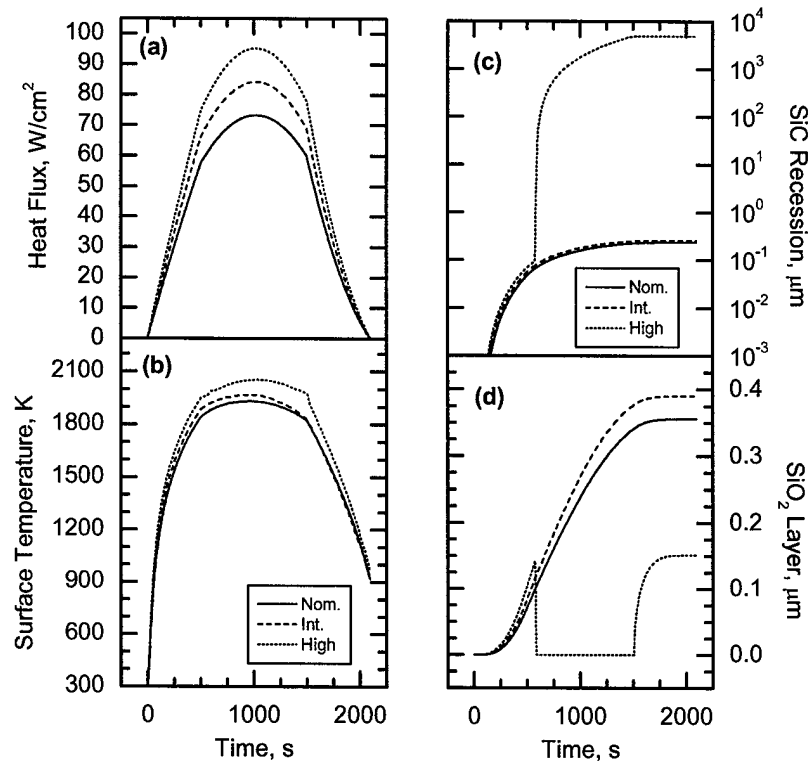 (a)
Heat Flux, W/cm²
100
90
80
70
60
50
40
30
20
10
0
(b)
Surface Temperature, K
2100
1800
1500
1200
900
600
300
Nom.
Int.
High
0 1000 2000
Time, s
(c)
SiC Recession, µm
10⁴
10³
10²
10¹
10⁰
10⁻¹
10⁻²
10⁻³
Nom.
Int.
High
(d)
SiO₂ Layer, µm
0.4
0.3
0.2
0.1
0.0
0 1000 2000
Time, s